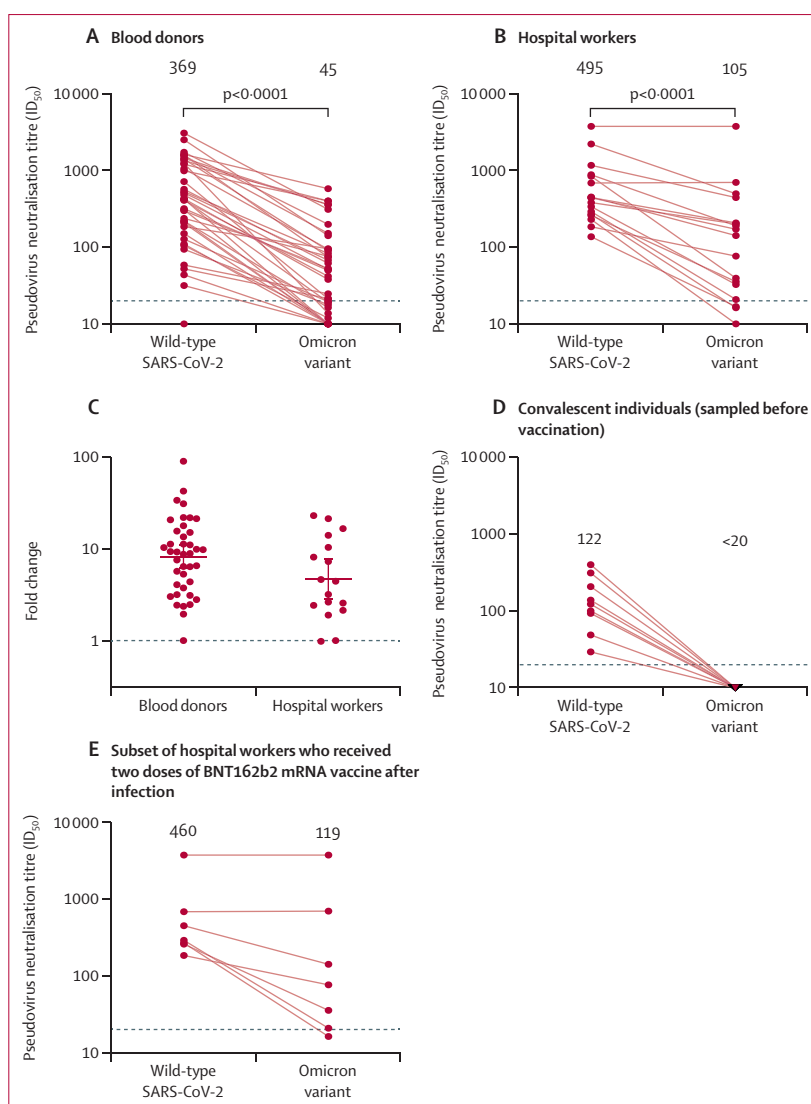 A Blood donors
369 45
p<0·0001
10 000
1000
100
10
Pseudovirus neutralisation titre (ID50)
Wild-type
SARS-CoV-2
Omicron
variant
B Hospital workers
495 105
p<0·0001
10 000
1000
100
10
Pseudovirus neutralisation titre (ID50)
Wild-type
SARS-CoV-2
Omicron
variant
C
100
10
1
Fold change
Blood donors Hospital workers
D Convalescent individuals (sampled before
vaccination)
10 000
1000
100
10
122 <20
Pseudovirus neutralisation titre (ID50)
Wild-type
SARS-CoV-2
Omicron
variant
E Subset of hospital workers who received
two doses of BNT162b2 mRNA vaccine after
infection
10 000
1000
100
10
460 119
Pseudovirus neutralisation titre (ID50)
Wild-type
SARS-CoV-2
Omicron
variant